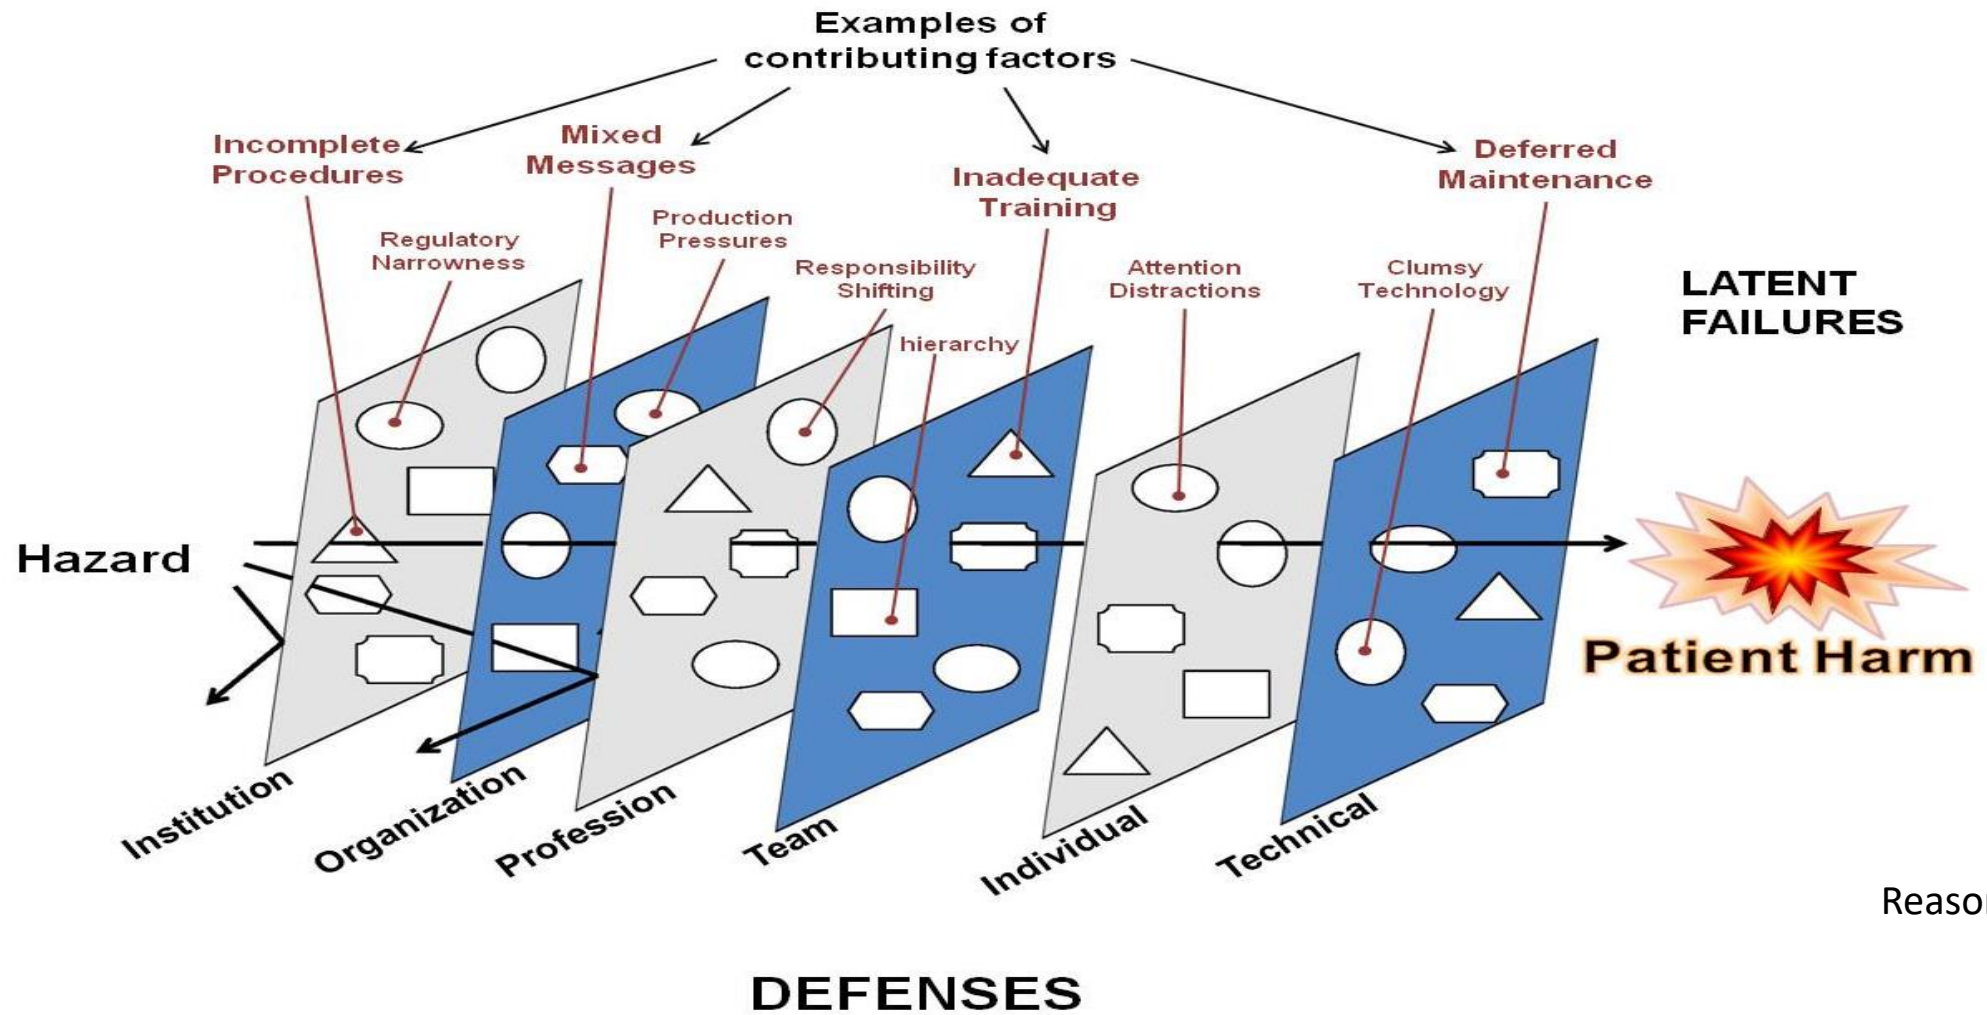 Examples of
contributing factors
Incomplete
Procedures
Mixed
Messages
Inadequate
Training
Deferred
Maintenance
Regulatory
Narrowness
Production
Pressures
Responsibility
Shifting
hierarchy
Attention
Distractions
Clumsy
Technology
LATENT
FAILURES
Hazard
Patient Harm
Institution
Organization
Profession
Team
Individual
Technical
DEFENSES